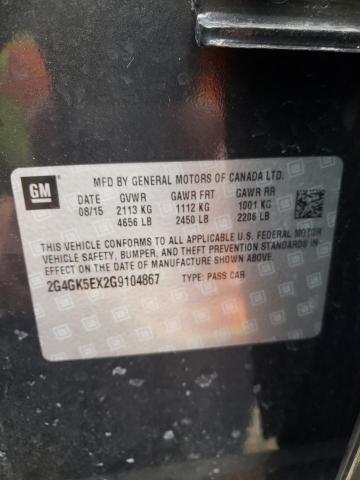 GM
MFD BY GENERAL MOTORS OF CANADA LTD.
DATE GVWR GAWR FRT GAWR RR
08/15 2113 KG 1112 KG 1001 KG
4656 LB 2450 LB 2206 LB
THIS VEHICLE CONFORMS TO ALL APPLICABLE U.S. FEDERAL MOTOR
VEHICLE SAFETY, BUMPER, AND THEFT PREVENTION STANDARDS IN
EFFECT ON THE DATE OF MANUFACTURE SHOWN ABOVE.
2G4GK5EX2G9104867 TYPE: PASS CAR